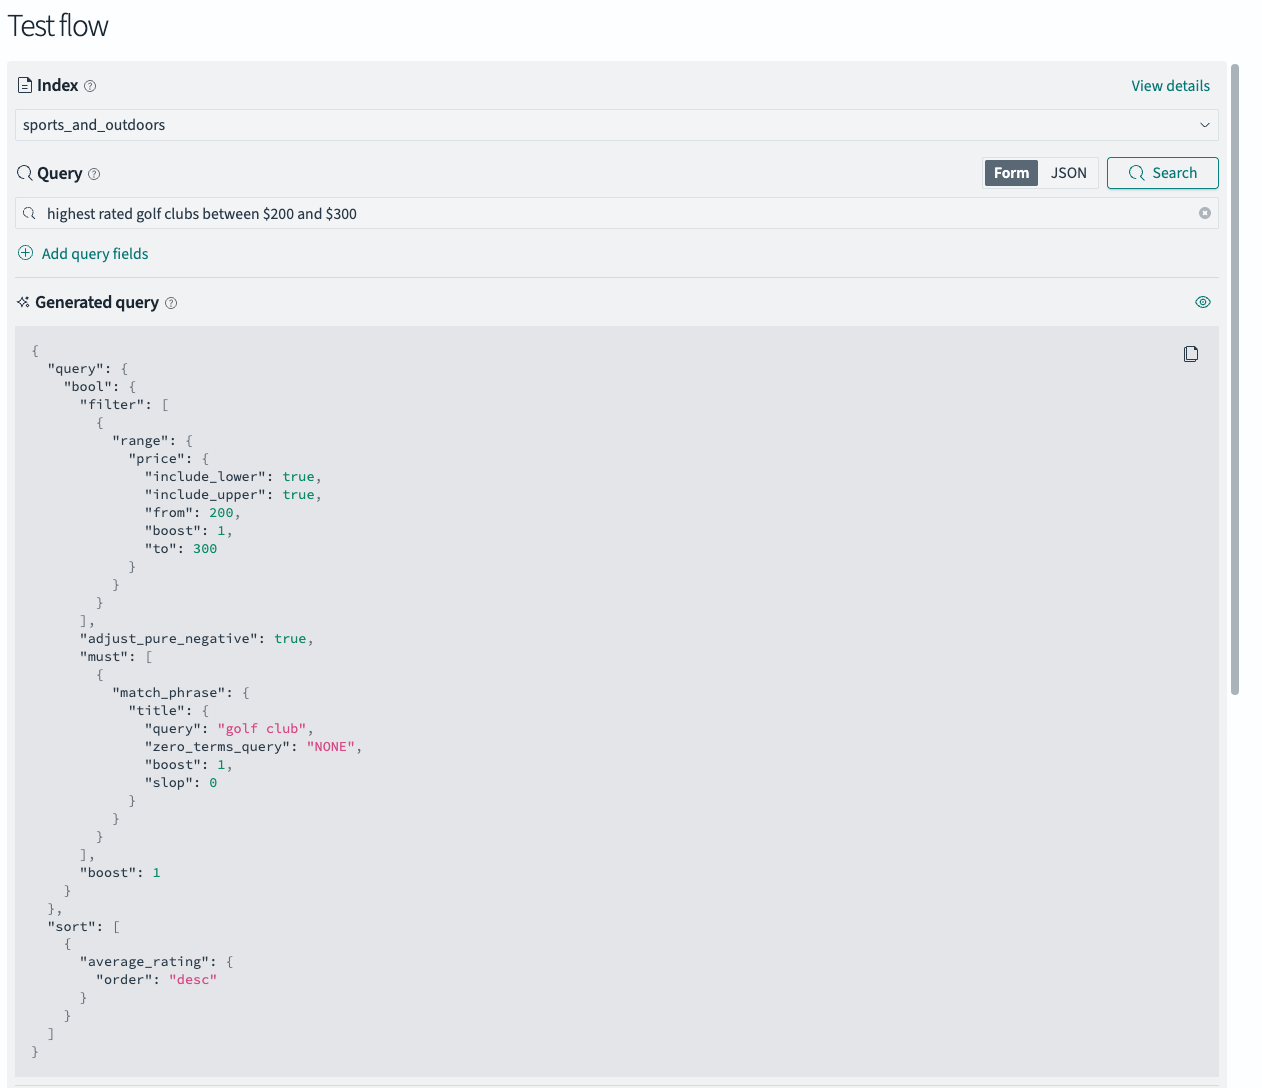 Test flow
Index
View details
sports_and_outdoors
Query
Form JSON Search
highest rated golf clubs between $200 and $300
Add query fields
Generated query
{
  "query": {
    "bool": {
      "filter": [
        {
          "range": {
            "price": {
              "include_lower": true,
              "include_upper": true,
              "from": 200,
              "boost": 1,
              "to": 300
            }
          }
        }
      ],
      "adjust_pure_negative": true,
      "must": [
        {
          "match_phrase": {
            "title": {
              "query": "golf club",
              "zero_terms_query": "NONE",
              "boost": 1,
              "slop": 0
            }
          }
        }
      ],
      "boost": 1
    }
  },
  "sort": [
    {
      "average_rating": {
        "order": "desc"
      }
    }
  ]
}